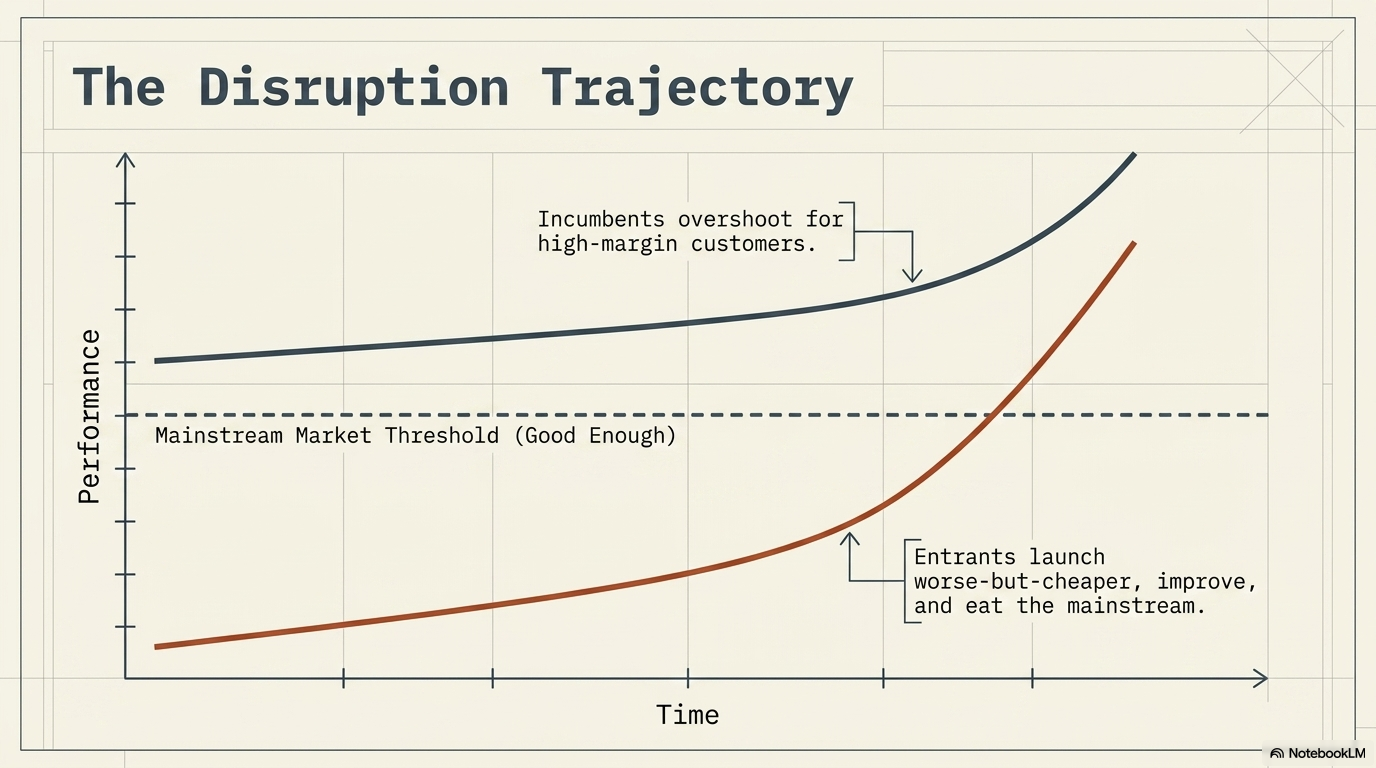 The Disruption Trajectory
Incumbents overshoot for
high-margin customers.
Performance
Mainstream Market Threshold (Good Enough)
Entrants launch
worse-but-cheaper, improve,
and eat the mainstream.
Time
NotebookLM